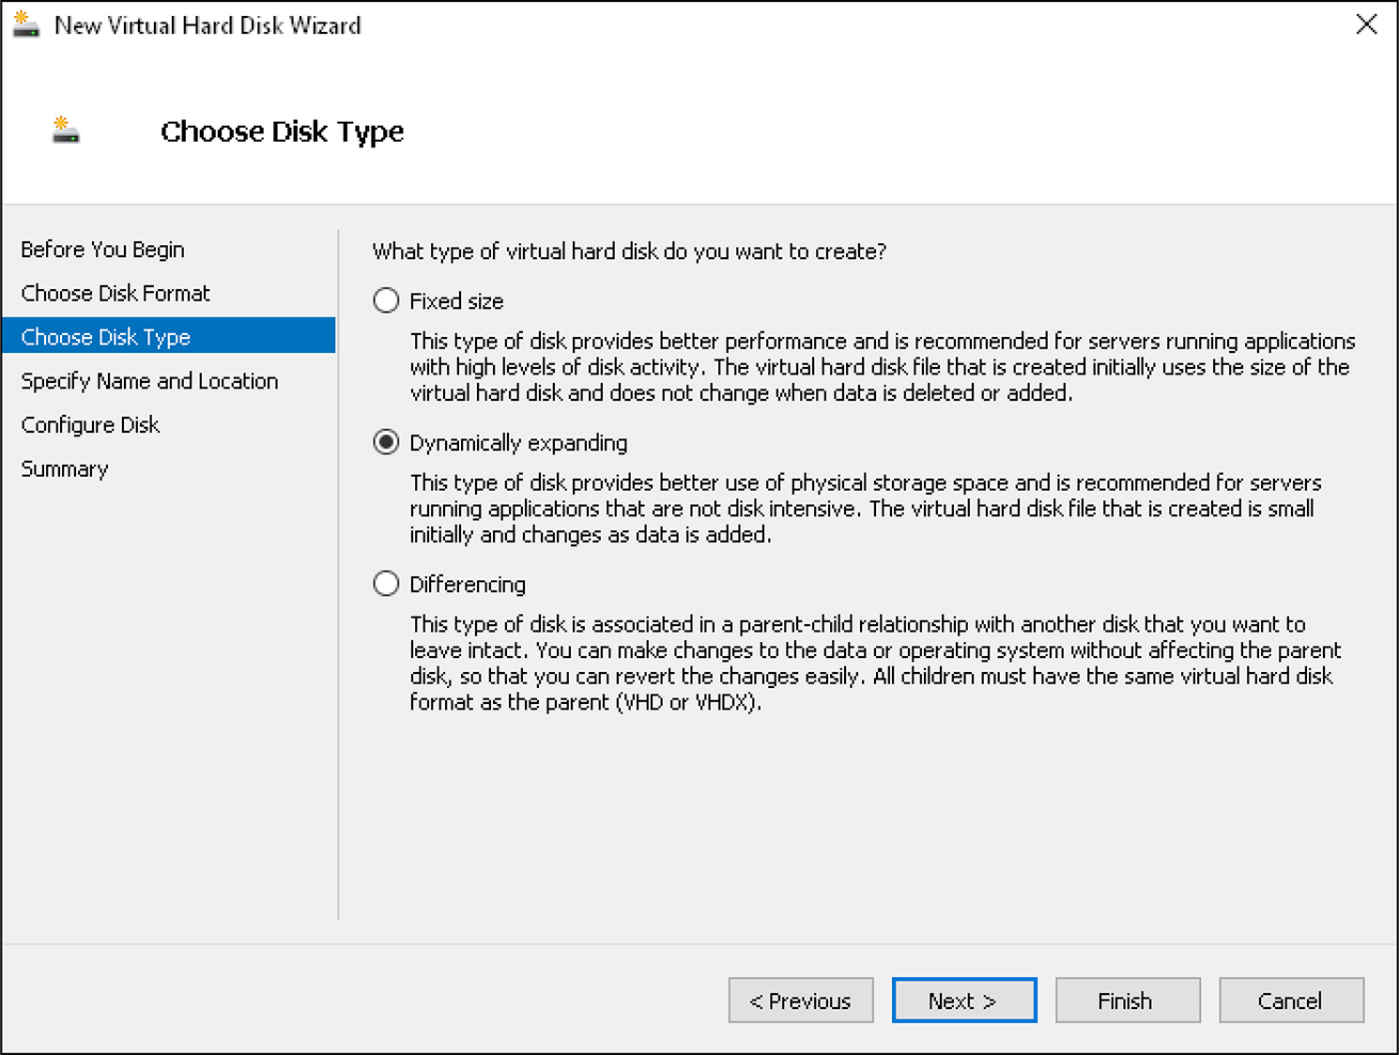 New Virtual Hard Disk Wizard
Choose Disk Type
Before You Begin
Choose Disk Format
Choose Disk Type
Specify Name and Location
Configure Disk
Summary
What type of virtual hard disk do you want to create?
Fixed size
This type of disk provides better performance and is recommended for servers running applications
with high levels of disk activity. The virtual hard disk file that is created initially uses the size of the
virtual hard disk and does not change when data is deleted or added.
Dynamically expanding
This type of disk provides better use of physical storage space and is recommended for servers
running applications that are not disk intensive. The virtual hard disk file that is created is small
initially and changes as data is added.
Differencing
This type of disk is associated in a parent-child relationship with another disk that you want to
leave intact. You can make changes to the data or operating system without affecting the parent
disk, so that you can revert the changes easily. All children must have the same virtual hard disk
format as the parent (VHD or VHDX).
< Previous
Next >
Finish
Cancel